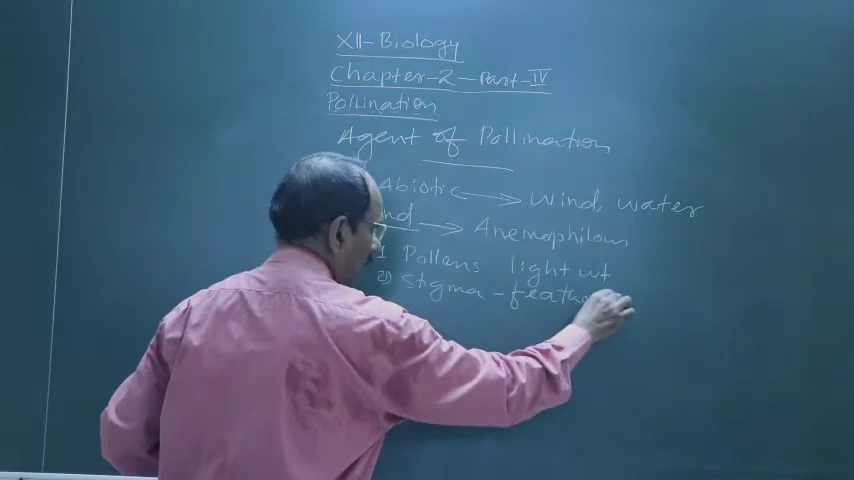 XII-Biology
Chapter-2-Part-IV
Pollination
Agent of Pollination
Abiotic → Wind, water
nd → Anemophilous
1 Pollens light wt
2) Stigma - feathe